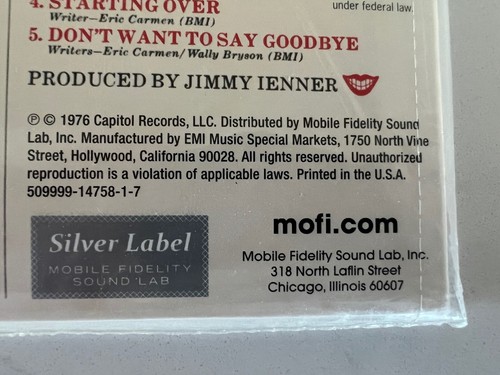 under federal law.
4. STARTING OVER
Writer—Eric Carmen (BMI)
5. DON'T WANT TO SAY GOODBYE
Writers—Eric Carmen/Wally Bryson (BMI)
PRODUCED BY JIMMY IENNER
℗ © 1976 Capitol Records, LLC. Distributed by Mobile Fidelity Sound
Lab, Inc. Manufactured by EMI Music Special Markets, 1750 North Vine
Street, Hollywood, California 90028. All rights reserved. Unauthorized
reproduction is a violation of applicable laws. Printed in the U.S.A.
509999-14758-1-7
Silver Label
MOBILE FIDELITY
SOUND LAB
mofi.com
Mobile Fidelity Sound Lab, Inc.
318 North Laflin Street
Chicago, Illinois 60607